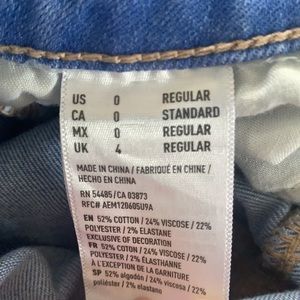 US 0 REGULAR
CA 0 STANDARD
MX 0 REGULAR
UK 4 REGULAR
MADE IN CHINA / FABRIQUÉ EN CHINE /
HECHO EN CHINA
RN 54485/CA 03873
RFC# AEM120605U9A
EN 52% COTTON / 24% VISCOSE / 22%
POLYESTER / 2% ELASTANE
EXCLUSIVE OF DECORATION
FR 52% COTON / 24% VISCOSE / 22%
POLYESTER / 2% ÉLASTHANNE
À L'EXCEPTION DE LA GARNITURE
SP 52% algodón / 24% viscosa / 22%
poliéster / 2% elastano